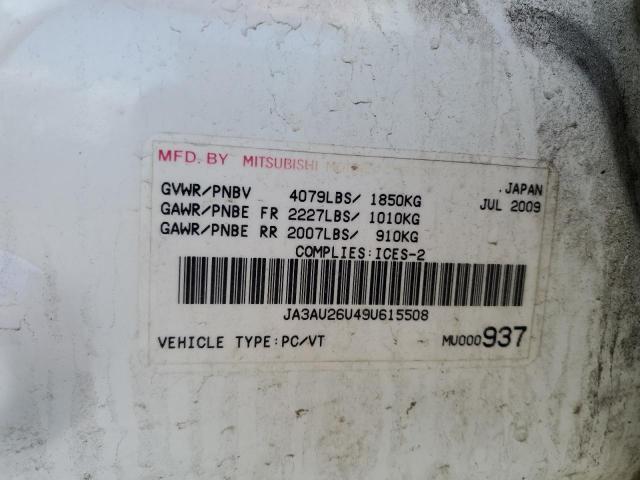 MFD. BY MITSUBISHI
JAPAN
GVWR/PNBV 4079LBS/ 1850KG
JUL 2009
GAWR/PNBE FR 2227LBS/ 1010KG
GAWR/PNBE RR 2007LBS/ 910KG
COMPLIES:ICES-2
JA3AU26U49U615508
VEHICLE TYPE:PC/VT MU000937